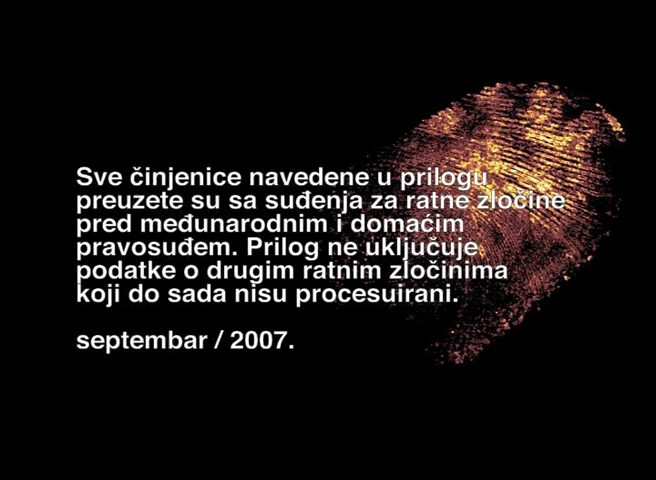 Sve činjenice navedene u prilogu
preuzete su sa suđenja za ratne zločine
pred međunarodnim i domaćim
pravosuđem. Prilog ne uključuje
podatke o drugim ratnim zločinima
koji do sada nisu procesuirani.
septembar / 2007.